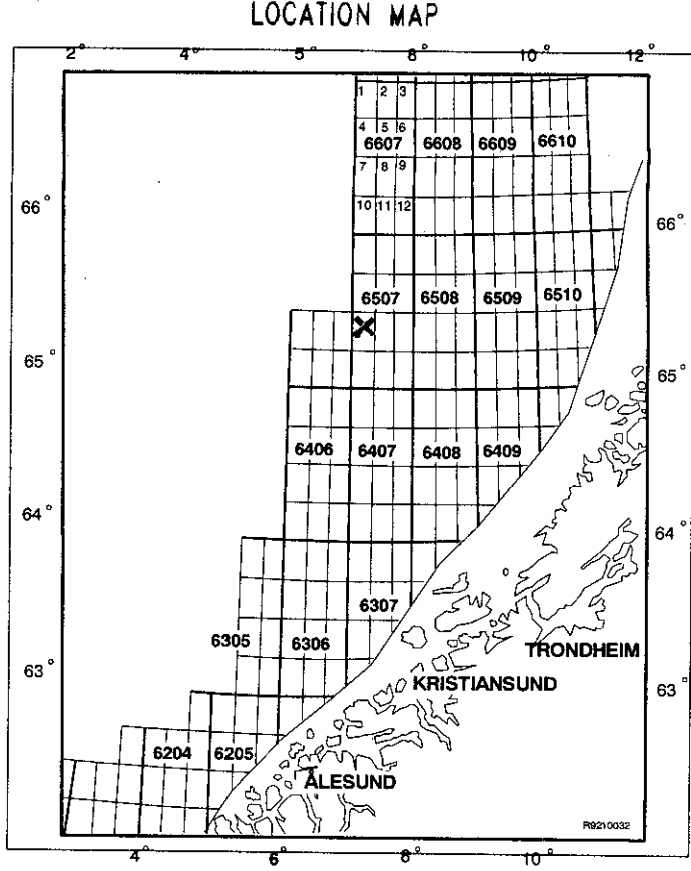 LOCATION MAP
2° 4° 5° 8° 10° 12°
1 2 3
4 5 6
6607 6608 6609 6610
7 8 9
10 11 12
66° 66°
6507 6508 6509 6510
65° 65°
6406 6407 6408 6409
64° 64°
6307
6305 6306
TRONDHEIM
63° 63°
KRISTIANSUND
6204 6205
ÅLESUND
R9210032
4° 6° 8° 10°